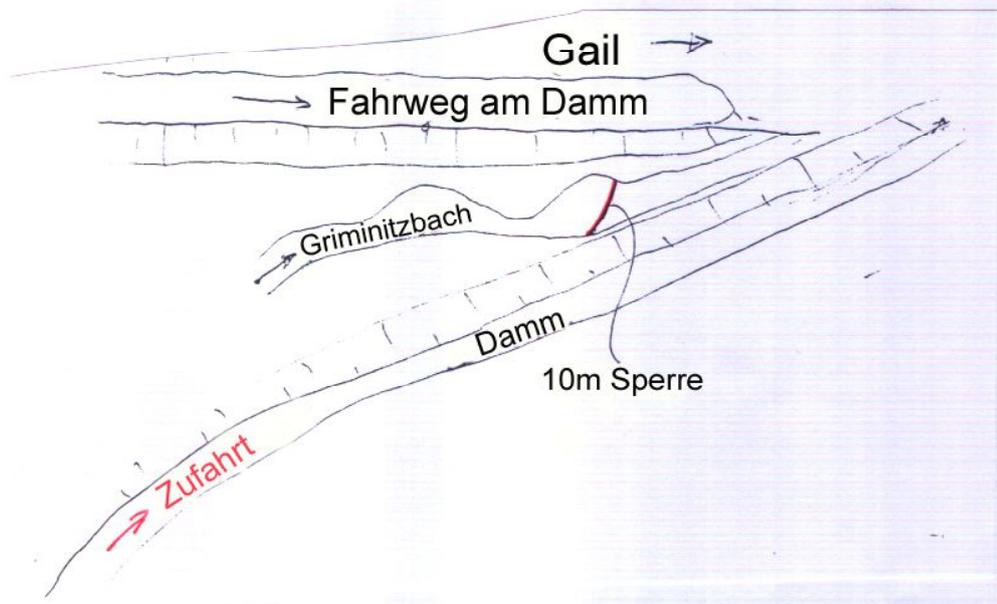 Gail
Fahrweg am Damm
Griminitzbach
Damm
10m Sperre
Zufahrt